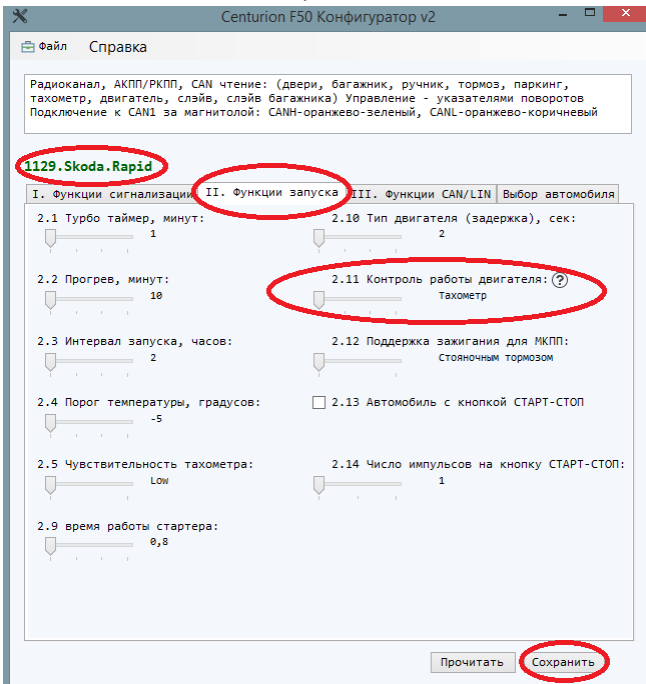 Centurion F50 Конфигуратор v2
Файл Справка
Радиоканал, АКПП/РКПП, CAN чтение: (двери, багажник, ручник, тормоз, паркинг,
тахометр, двигатель, слэйв, слэйв багажника) Управление - указателями поворотов
Подключение к CAN1 за магнитолой: CANH-оранжево-зеленый, CANL-оранжево-коричневый
1129.Skoda.Rapid
I. Функции сигнализации II. Функции запуска III. Функции CAN/LIN Выбор автомобиля
2.1 Турбо таймер, минут:
1
2.2 Прогрев, минут:
10
2.3 Интервал запуска, часов:
2
2.4 Порог температуры, градусов:
-5
2.5 Чувствительность тахометра:
Low
2.9 время работы стартера:
0,8
2.10 Тип двигателя (задержка), сек:
2
2.11 Контроль работы двигателя: ?
Тахометр
2.12 Поддержка зажигания для МКПП:
Стояночным тормозом
2.13 Автомобиль с кнопкой СТАРТ-СТОП
2.14 Число импульсов на кнопку СТАРТ-СТОП:
1
Прочитать Сохранить